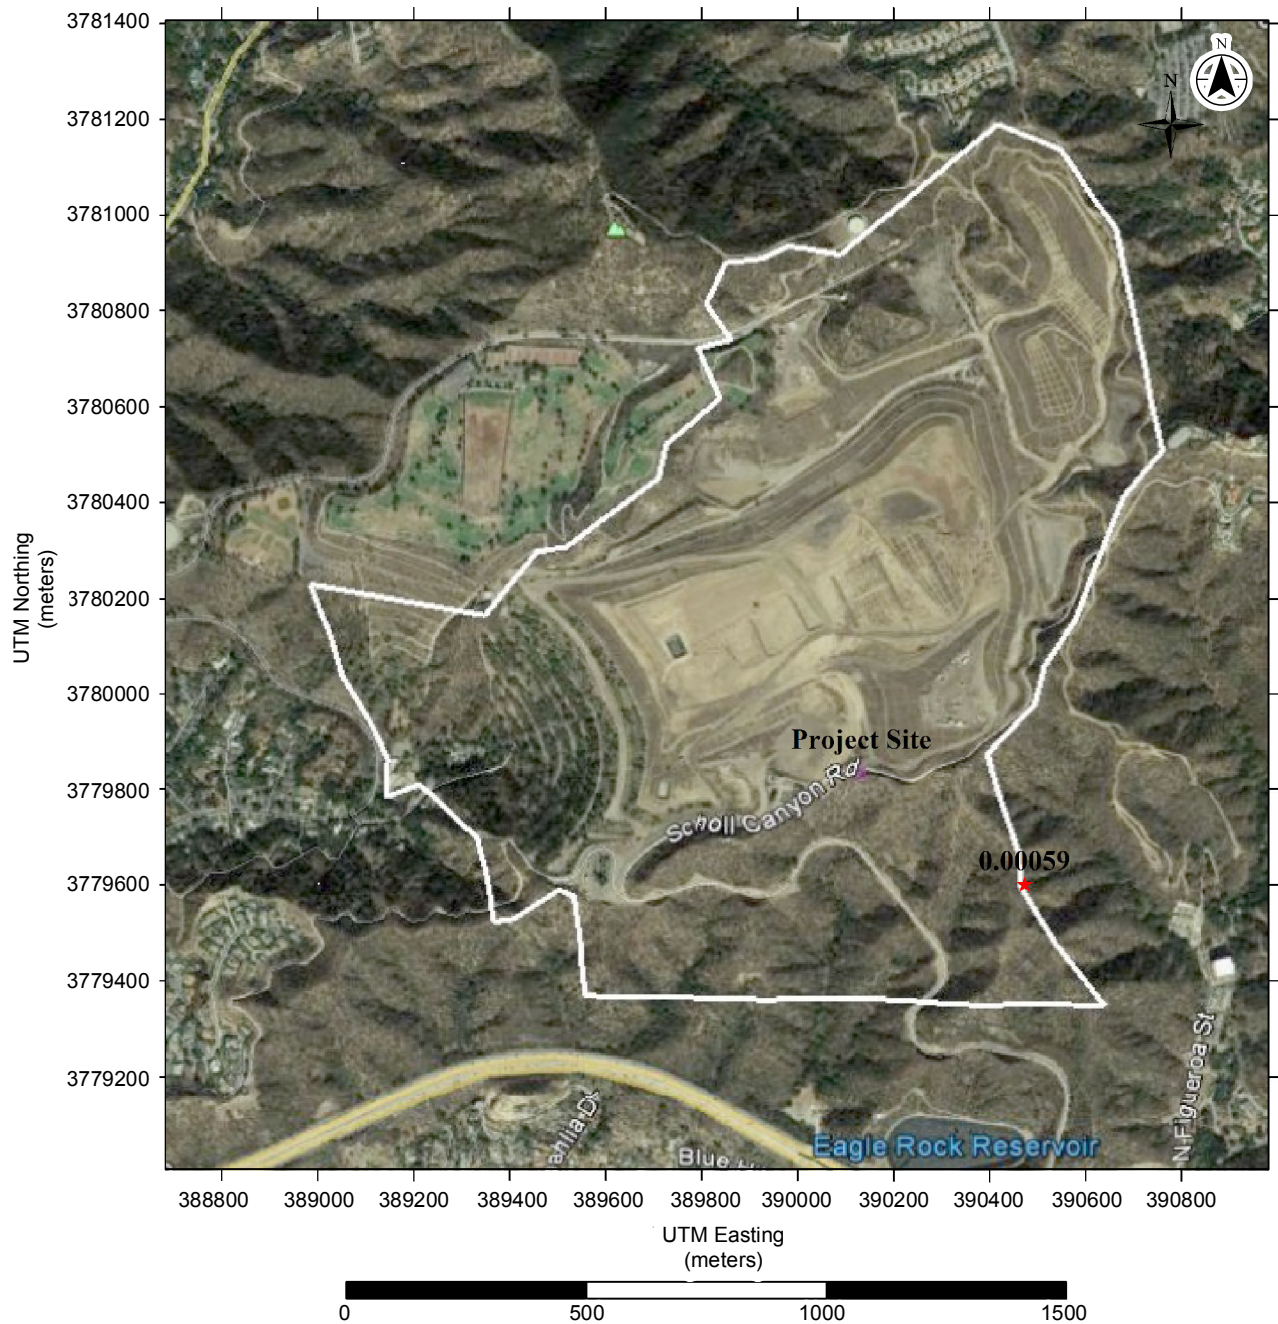 3781400
3781200
3781000
3780800
3780600
3780400
3780200
3780000
3779800
3779600
3779400
3779200
UTM Northing
(meters)
N
N
Project Site
Scholl Canyon Rd
0.00059
N Figueroa St
Eagle Rock Reservoir
388800 389000 389200 389400 389600 389800 390000 390200 390400 390600 390800
UTM Easting
(meters)
0 500 1000 1500